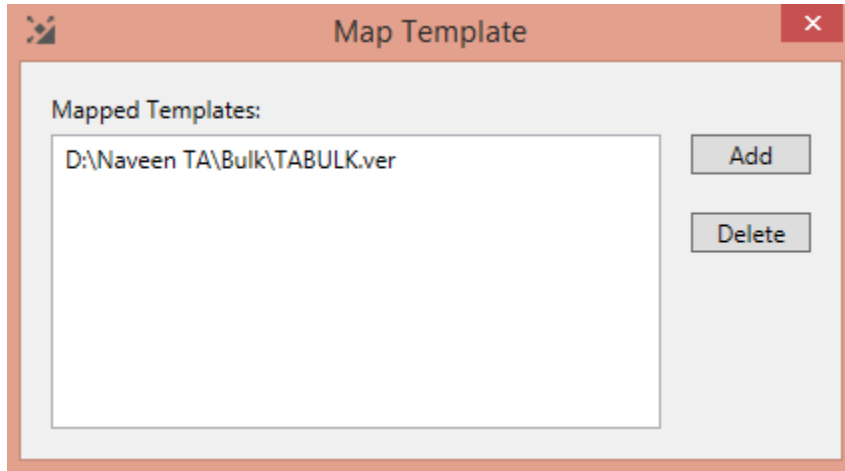 Map Template
Mapped Templates:
D:\Naveen TA\Bulk\TABULK.ver
Add
Delete